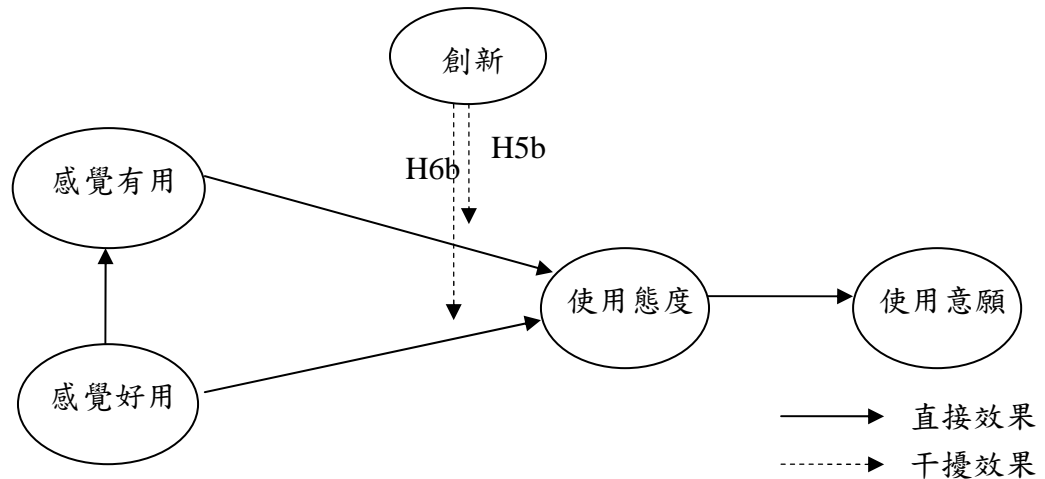 創新
H5b
H6b
感覺有用
使用態度
使用意願
感覺好用
直接效果
干擾效果